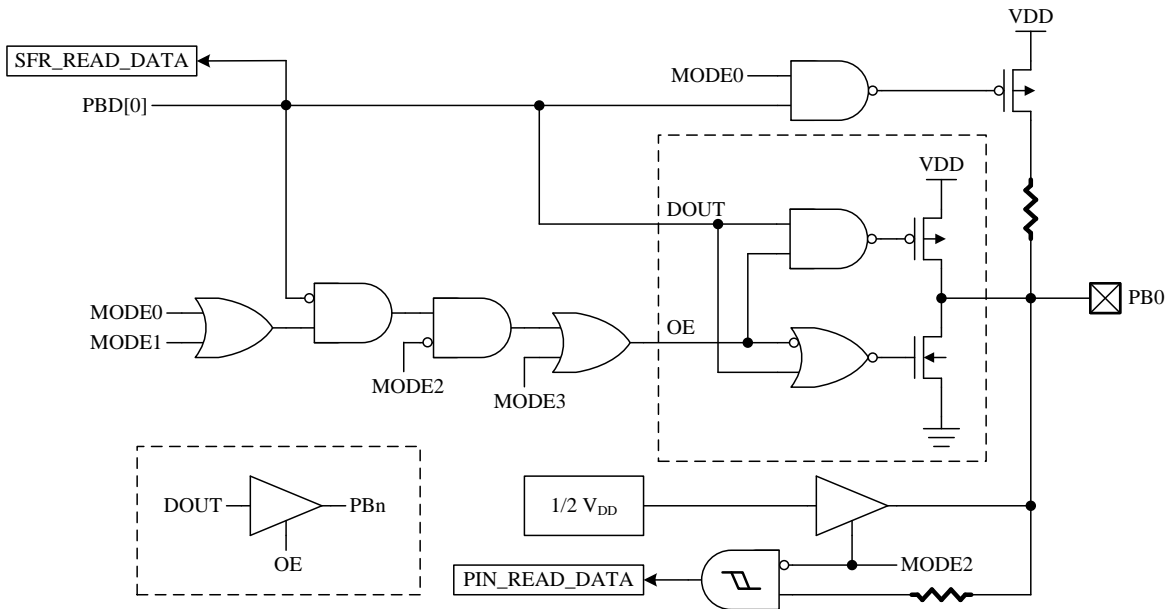 VDD
SFR_READ_DATA
MODE0
PBD[0]
VDD
DOUT
PB0
MODE0
MODE1
OE
MODE2
MODE3
DOUT
PBn
OE
1/2 VDD
MODE2
PIN_READ_DATA